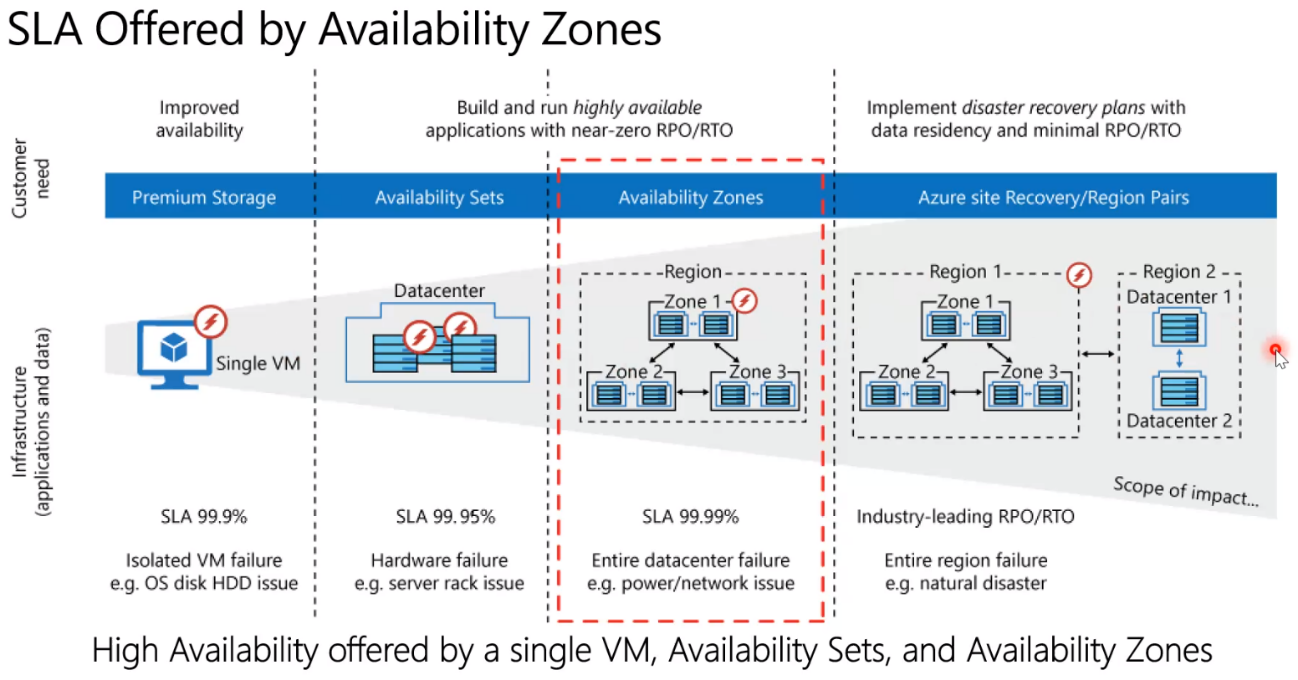 SLA Offered by Availability Zones
Customer
need
Improved
availability
Build and run highly available
applications with near-zero RPO/RTO
Implement disaster recovery plans with
data residency and minimal RPO/RTO
Premium Storage
Availability Sets
Availability Zones
Azure site Recovery/Region Pairs
Infrastructure
(applications and data)
Single VM
Datacenter
Region
Zone 1
Zone 2
Zone 3
Region 1
Zone 1
Zone 2
Zone 3
Region 2
Datacenter 1
Datacenter 2
Scope of impact...
SLA 99.9%
Isolated VM failure
e.g. OS disk HDD issue
SLA 99.95%
Hardware failure
e.g. server rack issue
SLA 99.99%
Entire datacenter failure
e.g. power/network issue
Industry-leading RPO/RTO
Entire region failure
e.g. natural disaster
High Availability offered by a single VM, Availability Sets, and Availability Zones